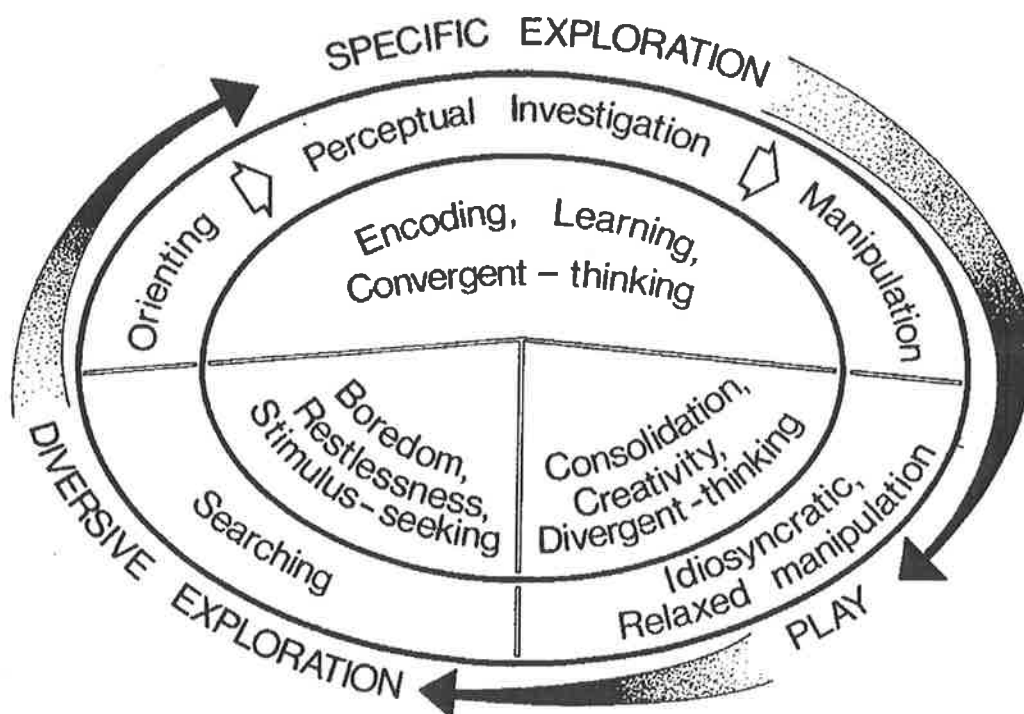 SPECIFIC EXPLORATION
Perceptual Investigation
Orienting
Manipulation
Encoding, Learning,
Convergent - thinking
Boredom,
Restlessness,
Stimulus-seeking
Consolidation,
Creativity,
Divergent-thinking
Searching
Idiosyncratic,
Relaxed manipulation
DIVERSIVE EXPLORATION
PLAY